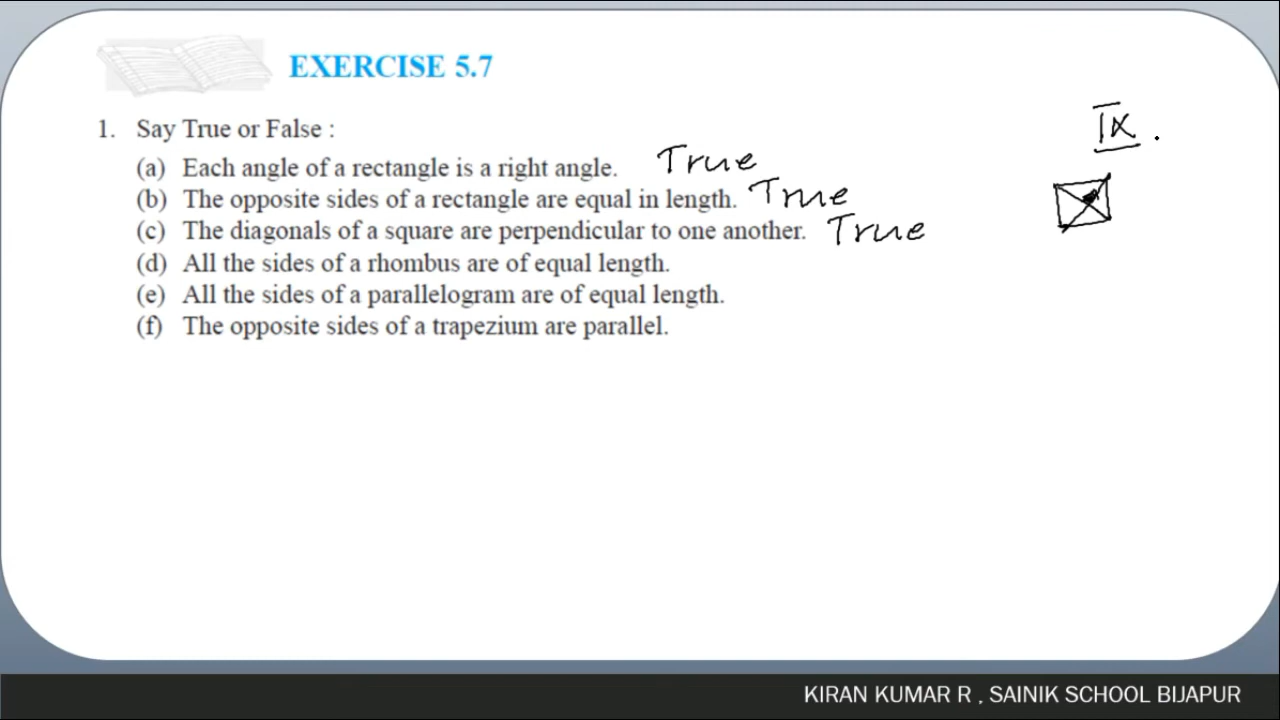 EXERCISE 5.7
1. Say True or False :
IX.
(a) Each angle of a rectangle is a right angle. True
(b) The opposite sides of a rectangle are equal in length. True
(c) The diagonals of a square are perpendicular to one another. True
(d) All the sides of a rhombus are of equal length.
(e) All the sides of a parallelogram are of equal length.
(f) The opposite sides of a trapezium are parallel.
KIRAN KUMAR R , SAINIK SCHOOL BIJAPUR